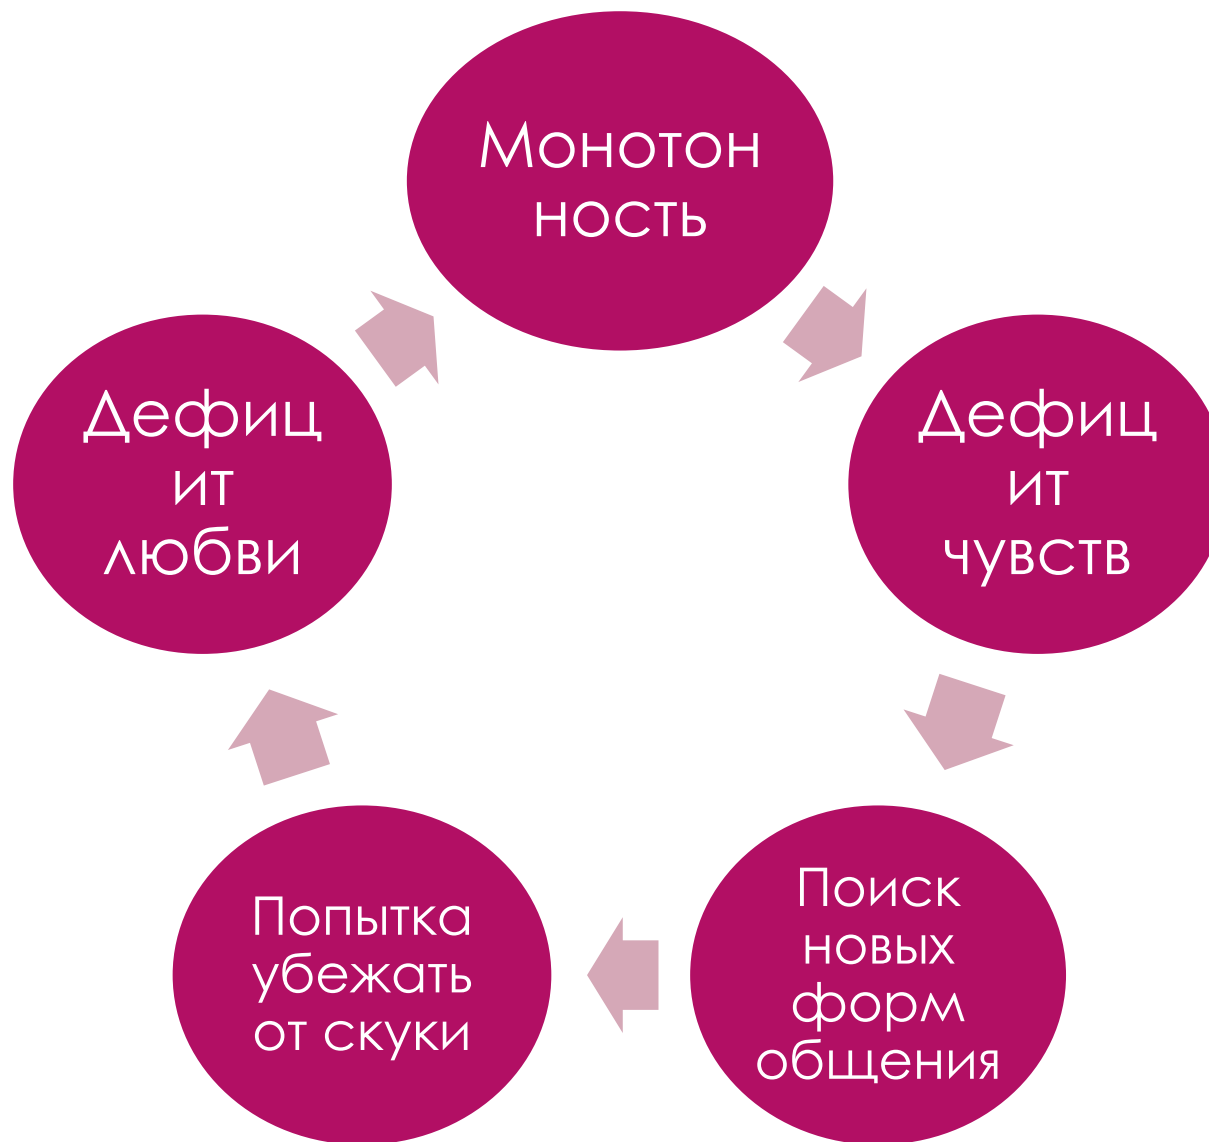 Монотон
ность
Дефиц
ит
чувств
Поиск
новых
форм
общения
Попытка
убежать
от скуки
Дефиц
ит
любви